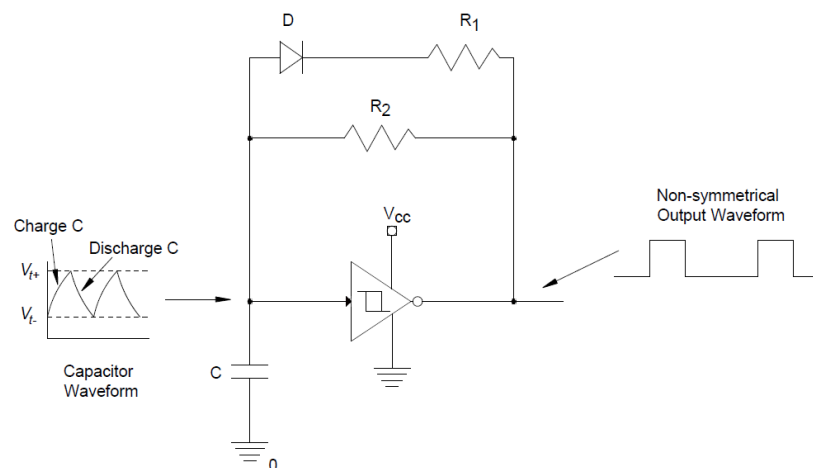 D
R1
R2
Non-symmetrical
Output Waveform
Vcc
Charge C
Discharge C
Vt+
Vt-
C
Capacitor
Waveform
0